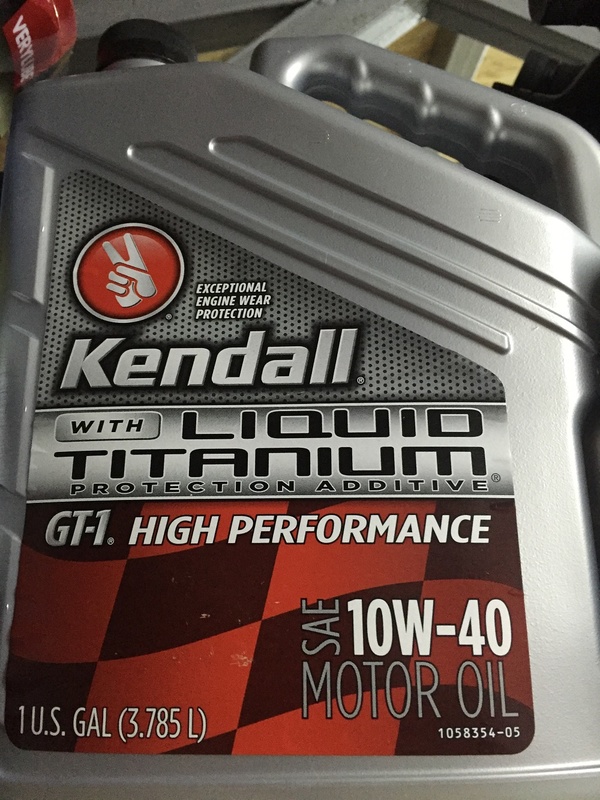 EXCEPTIONAL
ENGINE WEAR
PROTECTION
Kendall®
WITH LIQUID
TITANIUM®
PROTECTION ADDITIVE
GT-1® HIGH PERFORMANCE
SAE 10W-40
MOTOR OIL
1 U.S. GAL (3.785 L)
1058354-05